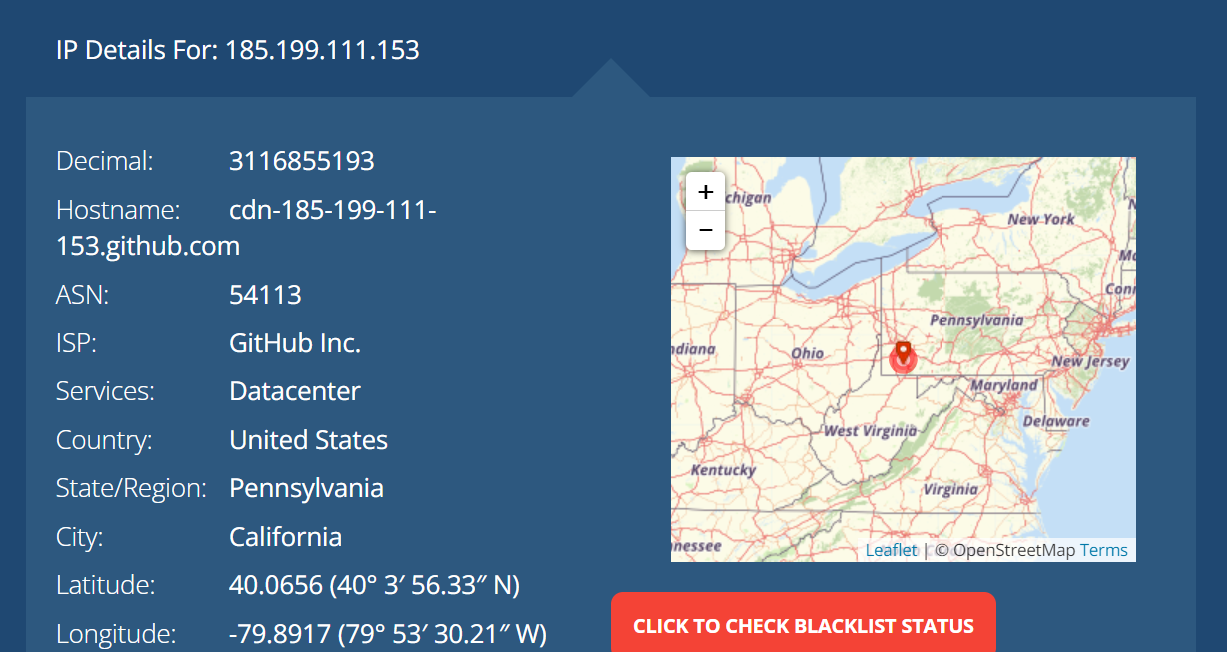 IP Details For: 185.199.111.153
Decimal: 3116855193
Hostname: cdn-185-199-111-
153.github.com
ASN: 54113
ISP: GitHub Inc.
Services: Datacenter
Country: United States
State/Region: Pennsylvania
City: California
Latitude: 40.0656 (40° 3′ 56.33″ N)
Longitude: -79.8917 (79° 53′ 30.21″ W)
+
−
chigan
New York
Conn
Pennsylvania
ndiana
Ohio
New Jersey
Maryland
Delaware
West Virginia
Kentucky
Virginia
nessee
Leaflet | © OpenStreetMap Terms
CLICK TO CHECK BLACKLIST STATUS